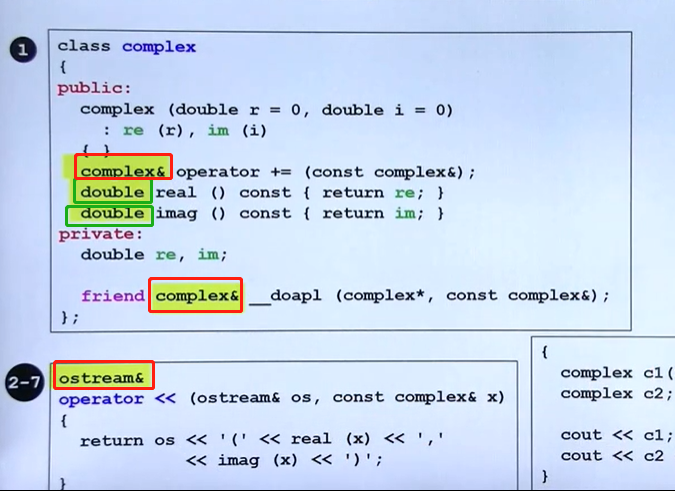 1
class complex
{
public:
complex (double r = 0, double i = 0)
: re (r), im (i)
{ }
complex& operator += (const complex&);
double real () const { return re; }
double imag () const { return im; }
private:
double re, im;
friend complex& __doapl (complex*, const complex&);
};
2-7
ostream&
operator << (ostream& os, const complex& x)
{
return os << '(' << real (x) << ','
<< imag (x) << ')';
}
{
complex c1(
complex c2;
cout << c1;
cout << c2
}